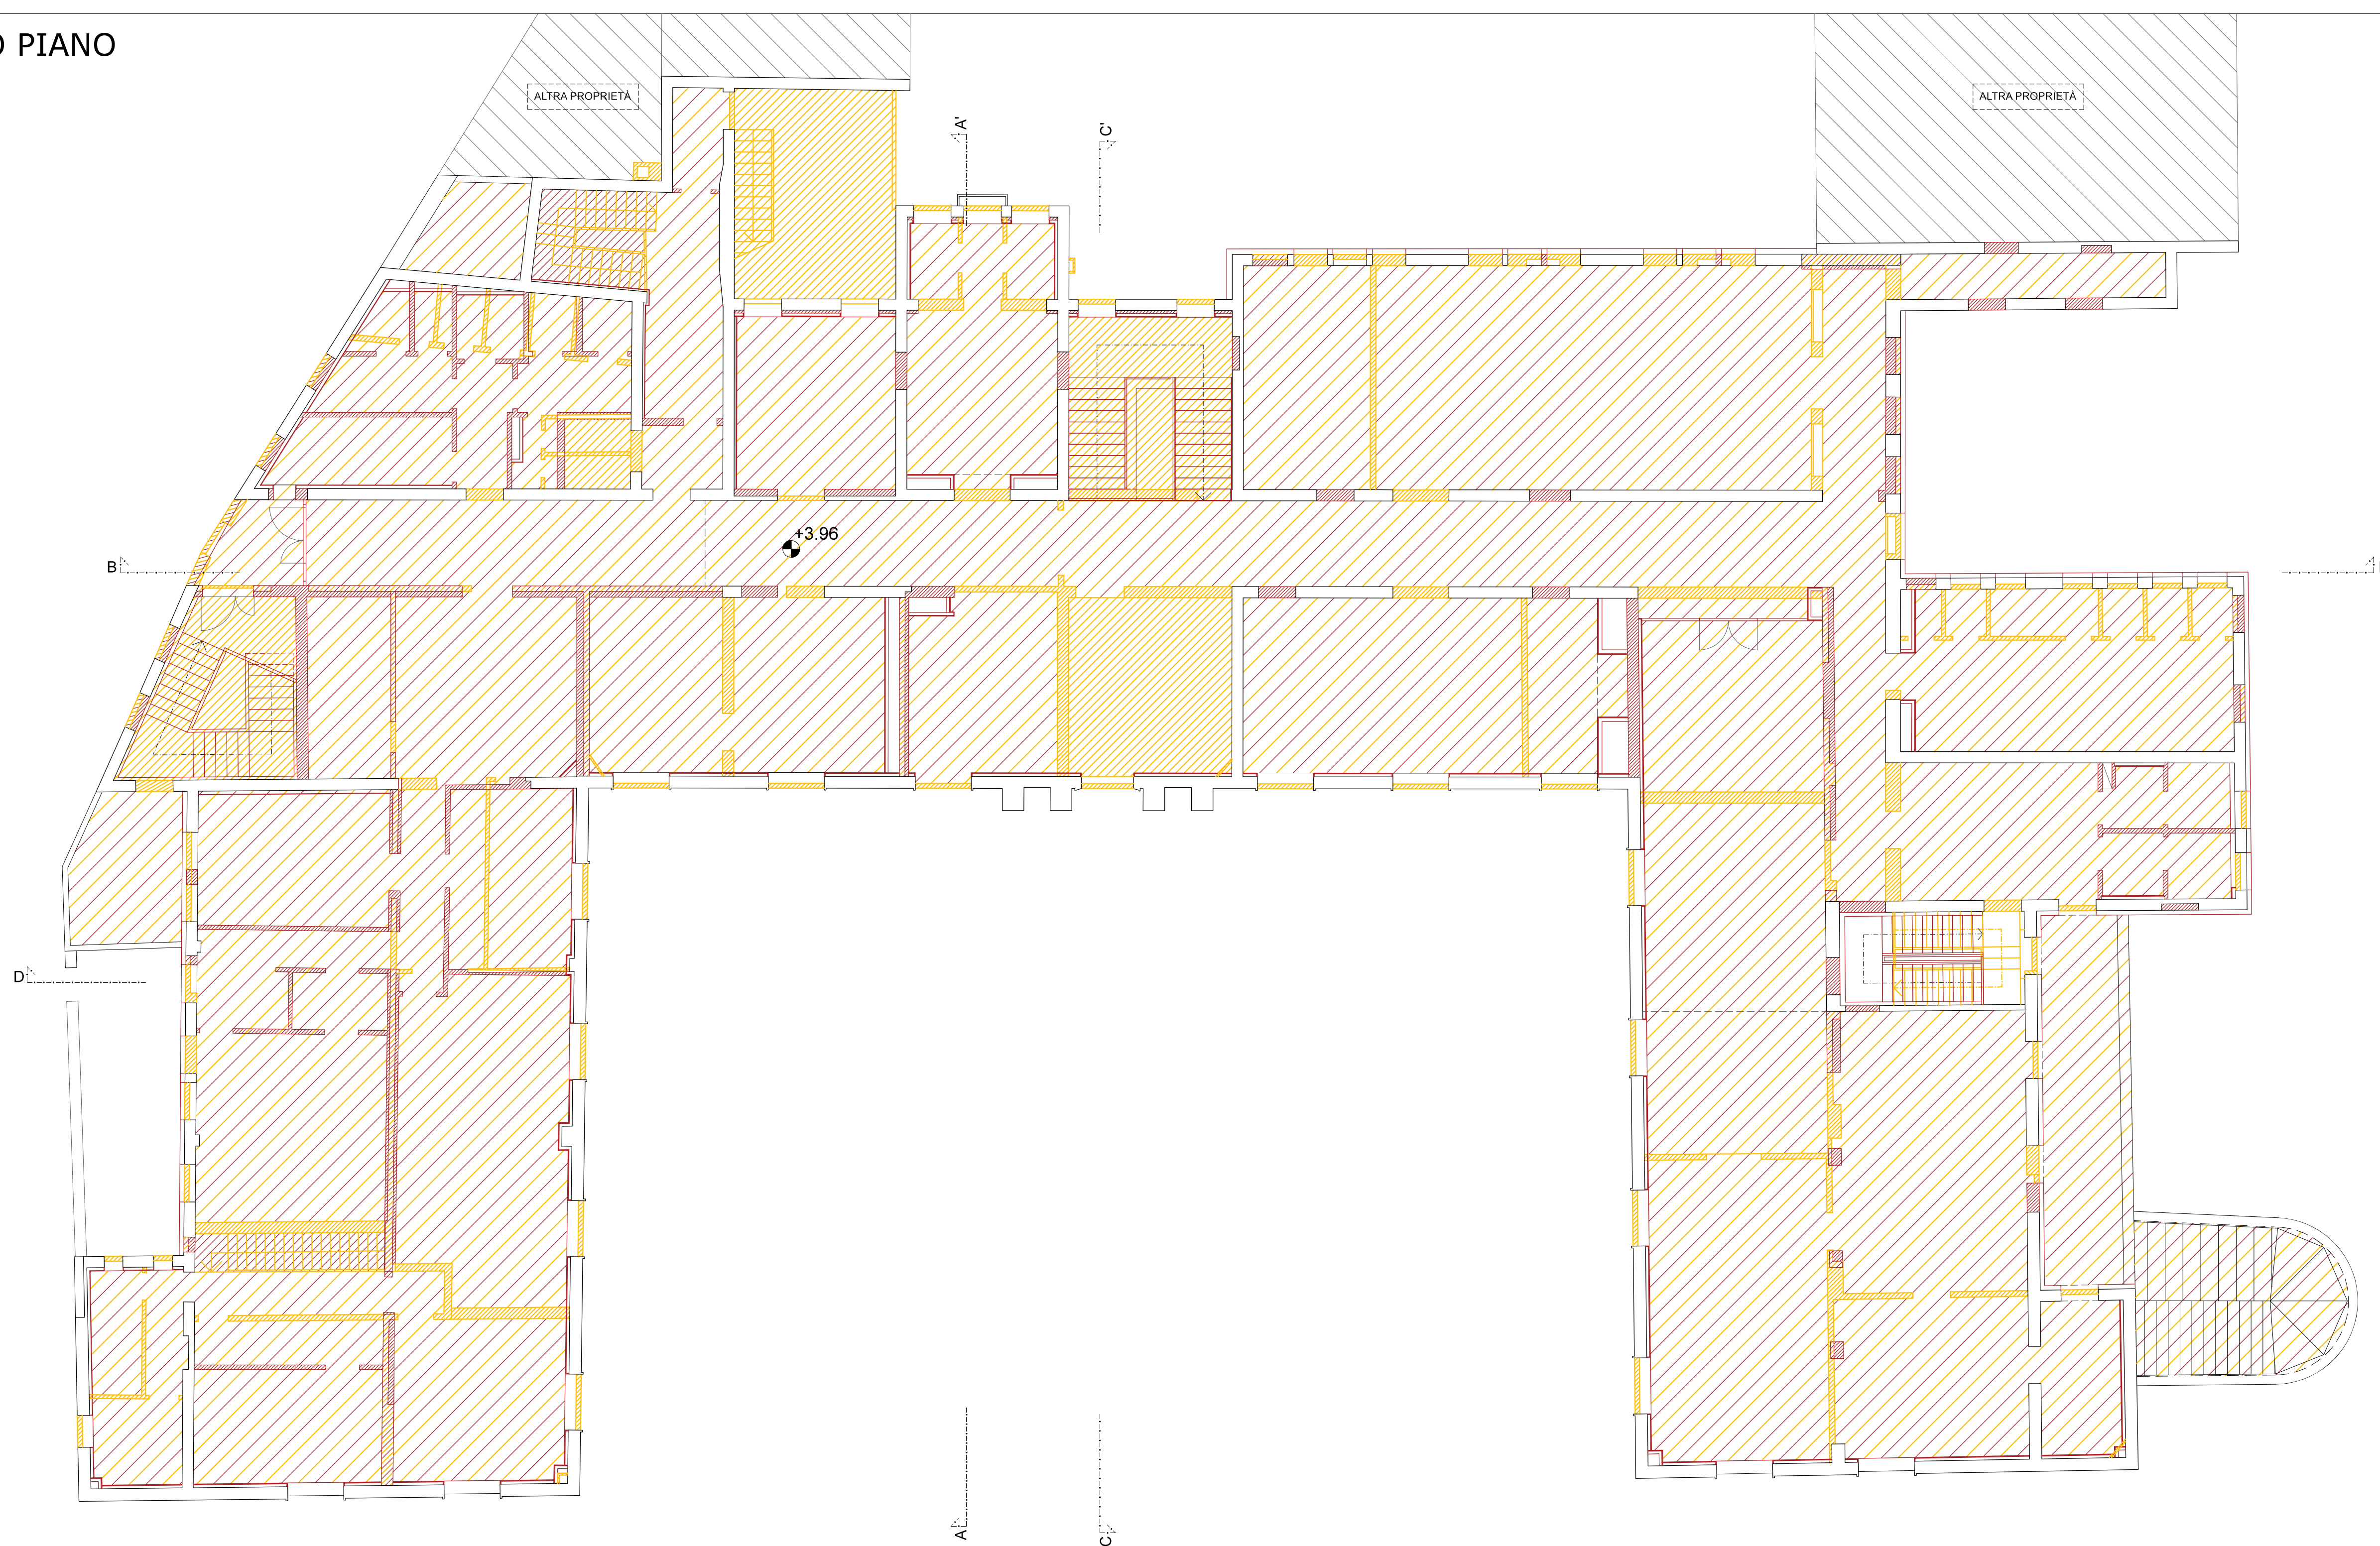 O PIANO
ALTRA PROPRIETÀ
ALTRA PROPRIETÀ
A'
C'
+3.96
B
D
A
C